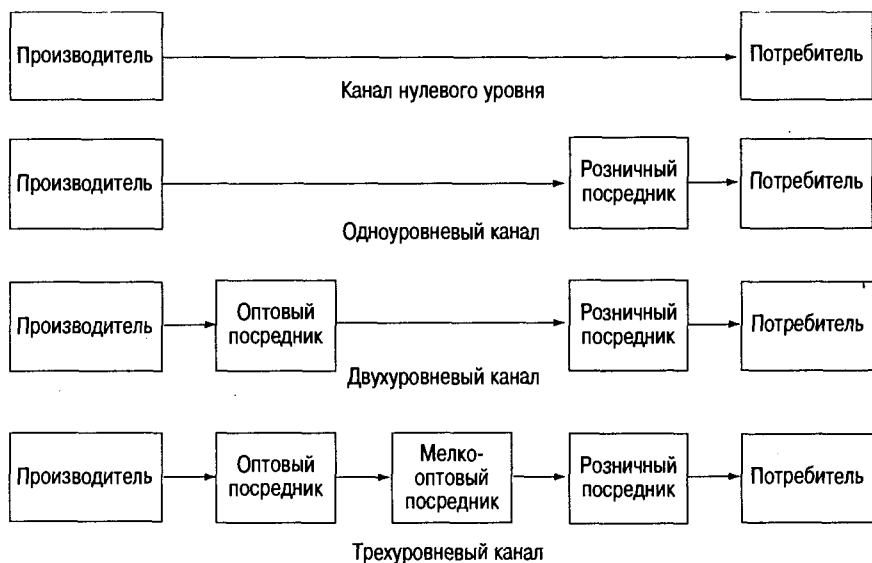 Производитель
Потребитель
Канал нулевого уровня
Производитель
Розничный
посредник
Потребитель
Одноуровневый канал
Производитель
Оптовый
посредник
Розничный
посредник
Потребитель
Двухуровневый канал
Производитель
Оптовый
посредник
Мелко-
оптовый
посредник
Розничный
посредник
Потребитель
Трехуровневый канал